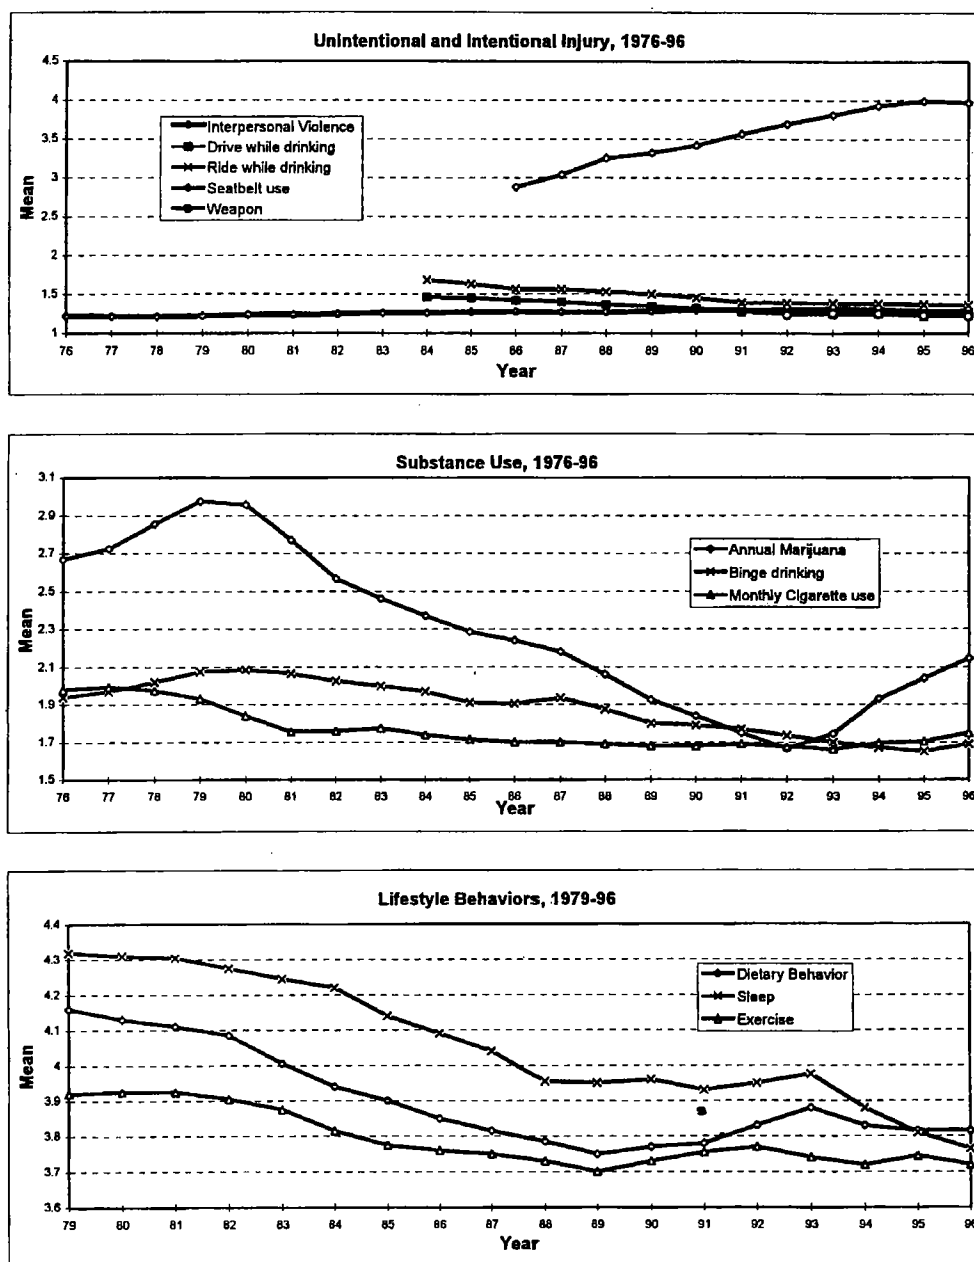 Unintentional and Intentional Injury, 1976-96
4.5
4
3.5
3
2.5
2
1.5
1
Mean
Interpersonal Violence
Drive while drinking
Ride while drinking
Seatbelt use
Weapon
76 77 78 79 80 81 82 83 84 85 86 87 88 89 90 91 92 93 94 95 96
Year
Substance Use, 1976-96
3.1
2.9
2.7
2.5
2.3
2.1
1.9
1.7
1.5
Mean
Annual Marijuana
Binge drinking
Monthly Cigarette use
76 77 78 79 80 81 82 83 84 85 86 87 88 89 90 91 92 93 94 95 96
Year
Lifestyle Behaviors, 1979-96
4.4
4.3
4.2
4.1
4
3.9
3.8
3.7
3.6
Mean
Dietary Behavior
Sleep
Exercise
79 80 81 82 83 84 85 86 87 88 89 90 91 92 93 94 95 96
Year